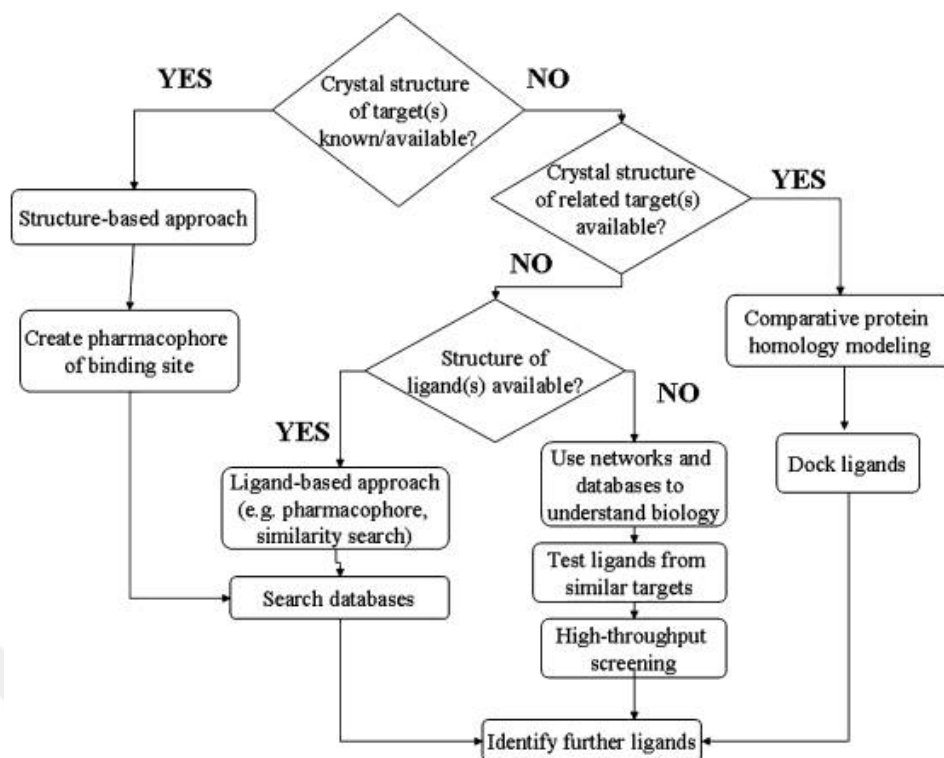 YES
NO
Crystal structure
of target(s)
known/available?
Crystal structure
of related target(s)
available?
YES
Structure-based approach
NO
Create pharmacophore
of binding site
Structure of
ligand(s) available?
Comparative protein
homology modeling
YES
NO
Ligand-based approach
(e.g. pharmacophore,
similarity search)
Use networks and
databases to
understand biology
Dock ligands
Search databases
Test ligands from
similar targets
High-throughput
screening
Identify further ligands